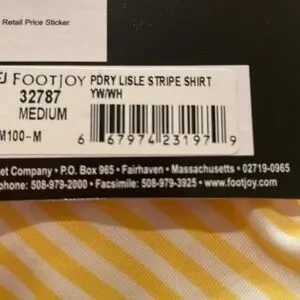 Retail Price Sticker
FJ FOOTJOY PDRY LISLE STRIPE SHIRT
32787 YW/WH
MEDIUM
M100-M
6 67974 23197 9
et Company • P.O. Box 965 • Fairhaven • Massachusetts • 02719-0965
phone: 508-979-2000 • Facsimile: 508-979-3925 • www.footjoy.com